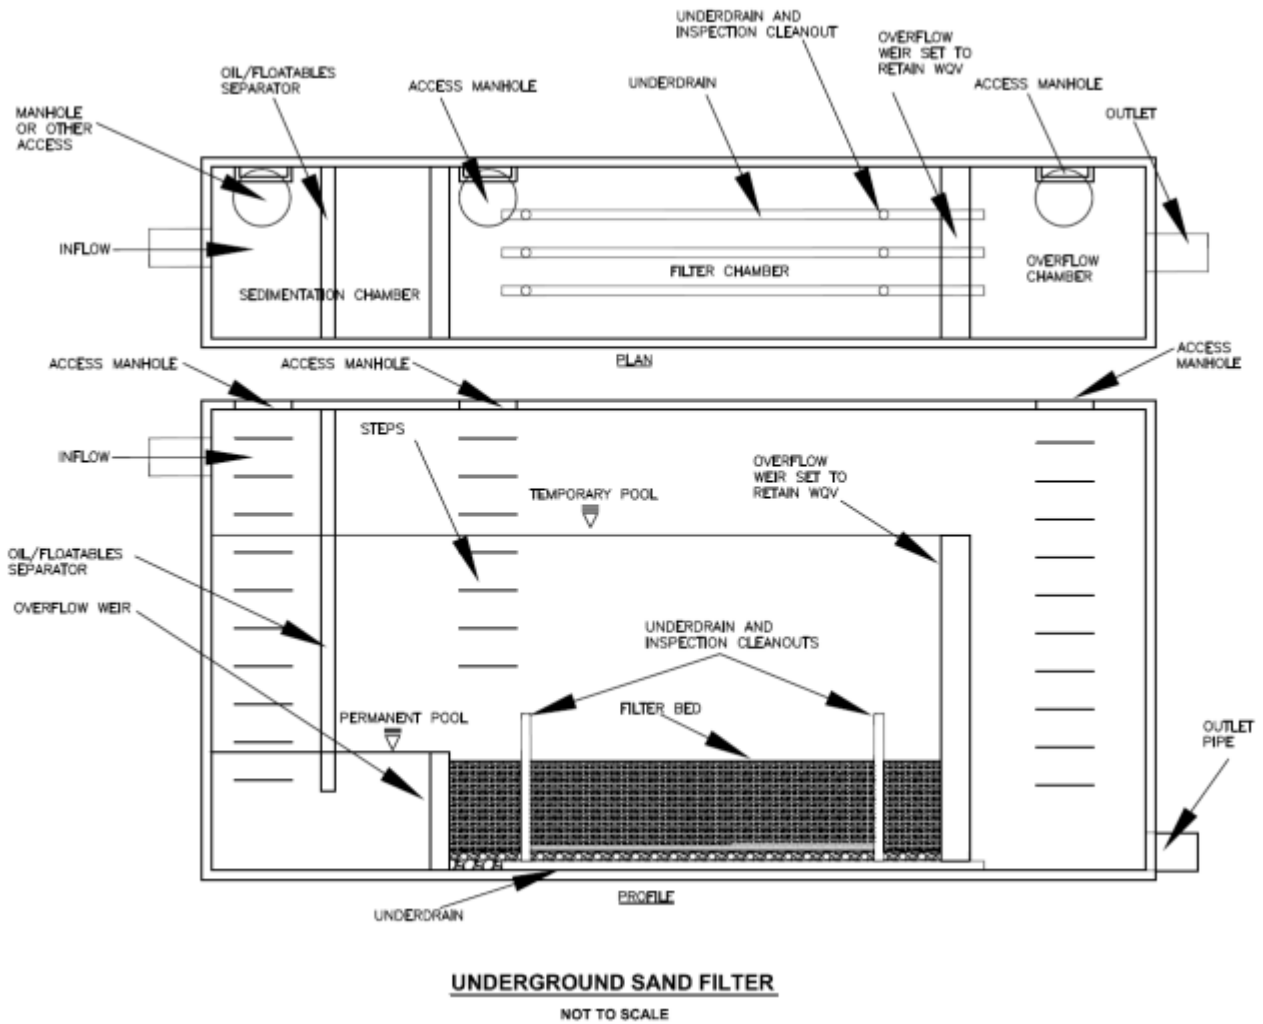 UNDERDRAIN AND
INSPECTION CLEANOUT
OVERFLOW
WEIR SET TO
RETAIN WQV
OIL/FLOATABLES
SEPARATOR
ACCESS MANHOLE
UNDERDRAIN
ACCESS MANHOLE
MANHOLE
OR OTHER
ACCESS
OUTLET
INFLOW
SEDIMENTATION CHAMBER
FILTER CHAMBER
OVERFLOW
CHAMBER
PLAN
ACCESS MANHOLE
ACCESS MANHOLE
ACCESS
MANHOLE
STEPS
INFLOW
OVERFLOW
WEIR SET TO
RETAIN WQV
TEMPORARY POOL
OIL/FLOATABLES
SEPARATOR
OVERFLOW WEIR
UNDERDRAIN AND
INSPECTION CLEANOUTS
FILTER BED
PERMANENT POOL
OUTLET
PIPE
PROFILE
UNDERDRAIN
UNDERGROUND SAND FILTER
NOT TO SCALE